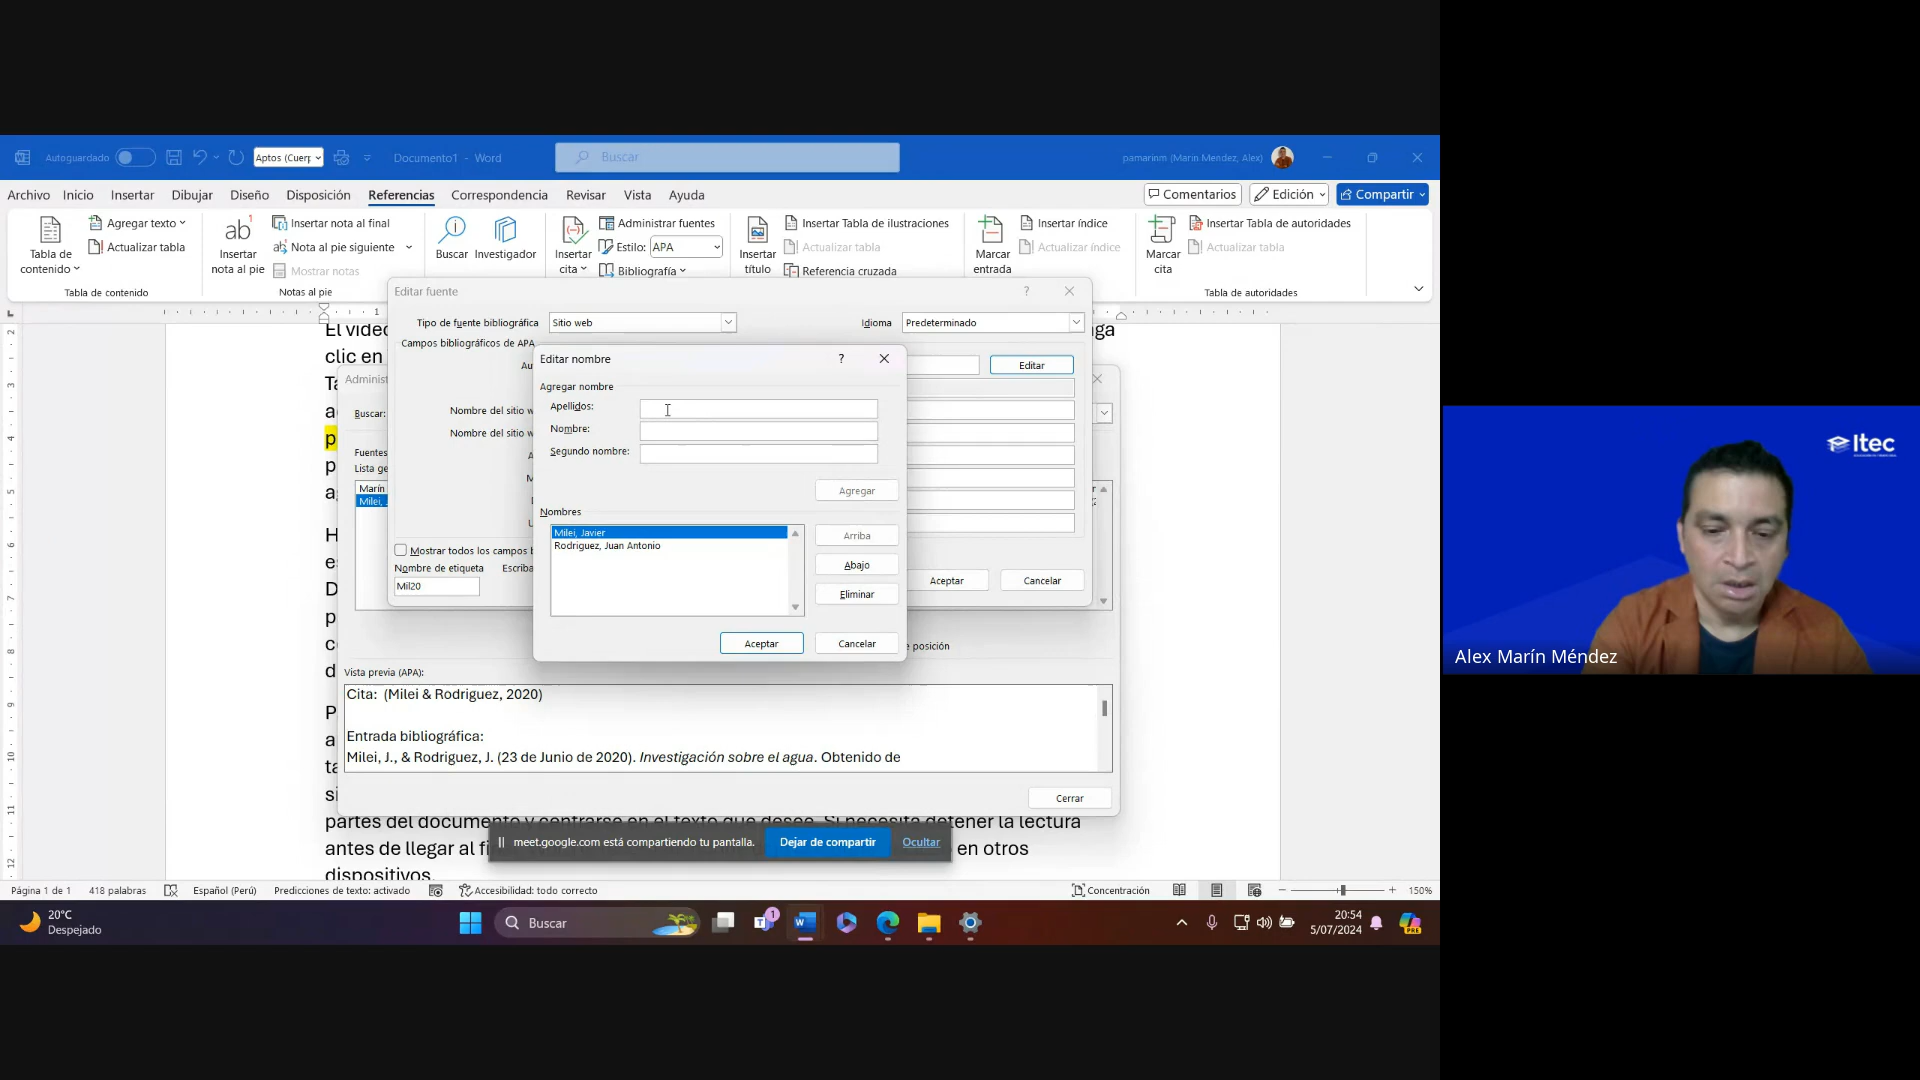 Autoguardado
Aptos (Cuerp
Documento1 - Word
Buscar
pamarinm (Marin Mendez, Alex)
Archivo Inicio Insertar Dibujar Diseño Disposición Referencias Correspondencia Revisar Vista Ayuda
Comentarios Edición Compartir
Tabla de contenido
Agregar texto
Actualizar tabla
Tabla de contenido
Insertar nota al pie
Insertar nota al final
Nota al pie siguiente
Mostrar notas
Notas al pie
Buscar
Investigador
Insertar cita
Administrar fuentes
Estilo: APA
Bibliografía
Insertar título
Insertar Tabla de ilustraciones
Actualizar tabla
Referencia cruzada
Marcar entrada
Insertar índice
Actualizar índice
Marcar cita
Insertar Tabla de autoridades
Actualizar tabla
Tabla de autoridades
Editar fuente
Tipo de fuente bibliográfica Sitio web
Idioma Predeterminado
Campos bibliográficos de APA
Au
Editar
Nombre del sitio w
Nombre del sitio w
Mostrar todos los campos b
Nombre de etiqueta Escriba
Mil20
Aceptar
Cancelar
Editar nombre
Agregar nombre
Apellidos:
Nombre:
Segundo nombre:
Agregar
Nombres
Milei, Javier
Rodriguez, Juan Antonio
Arriba
Abajo
Eliminar
Aceptar
Cancelar
Administ
Buscar:
Fuentes
Lista ge
Marín
Milei, J
e posición
Vista previa (APA):
Cita: (Milei & Rodriguez, 2020)
Entrada bibliográfica:
Milei, J., & Rodriguez, J. (23 de Junio de 2020). Investigación sobre el agua. Obtenido de
Cerrar
El vídeo
clic en
partes del documento y centrarse en el texto que desee. Si necesita detener la lectura
antes de llegar al fi
en otros
dispositivos.
meet.google.com está compartiendo tu pantalla.
Dejar de compartir
Ocultar
Página 1 de 1
418 palabras
Español (Perú)
Predicciones de texto: activado
Accesibilidad: todo correcto
Concentración
150%
20°C
Despejado
Buscar
20:54
5/07/2024
Itec
Alex Marín Méndez